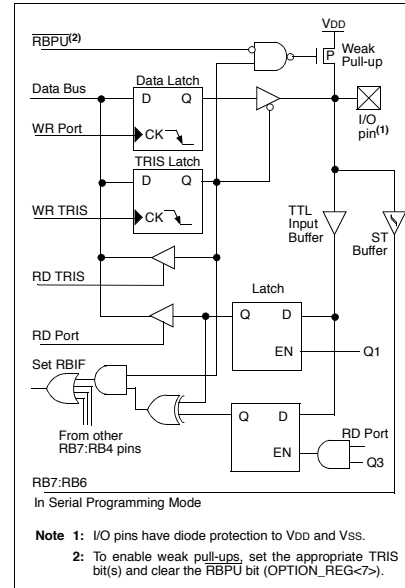 VDD
RBPU(2)
P
Weak
Pull-up
Data Latch
Data Bus
D Q
WR Port
CK
I/O
pin(1)
TRIS Latch
D Q
WR TRIS
CK
TTL
Input
Buffer
ST
Buffer
RD TRIS
Latch
Q D
RD Port
EN
Q1
Set RBIF
Q D
From other
RB7:RB4 pins
EN
RD Port
Q3
RB7:RB6
In Serial Programming Mode
Note 1: I/O pins have diode protection to VDD and VSS.
2: To enable weak pull-ups, set the appropriate TRIS
bit(s) and clear the RBPU bit (OPTION_REG<7>).